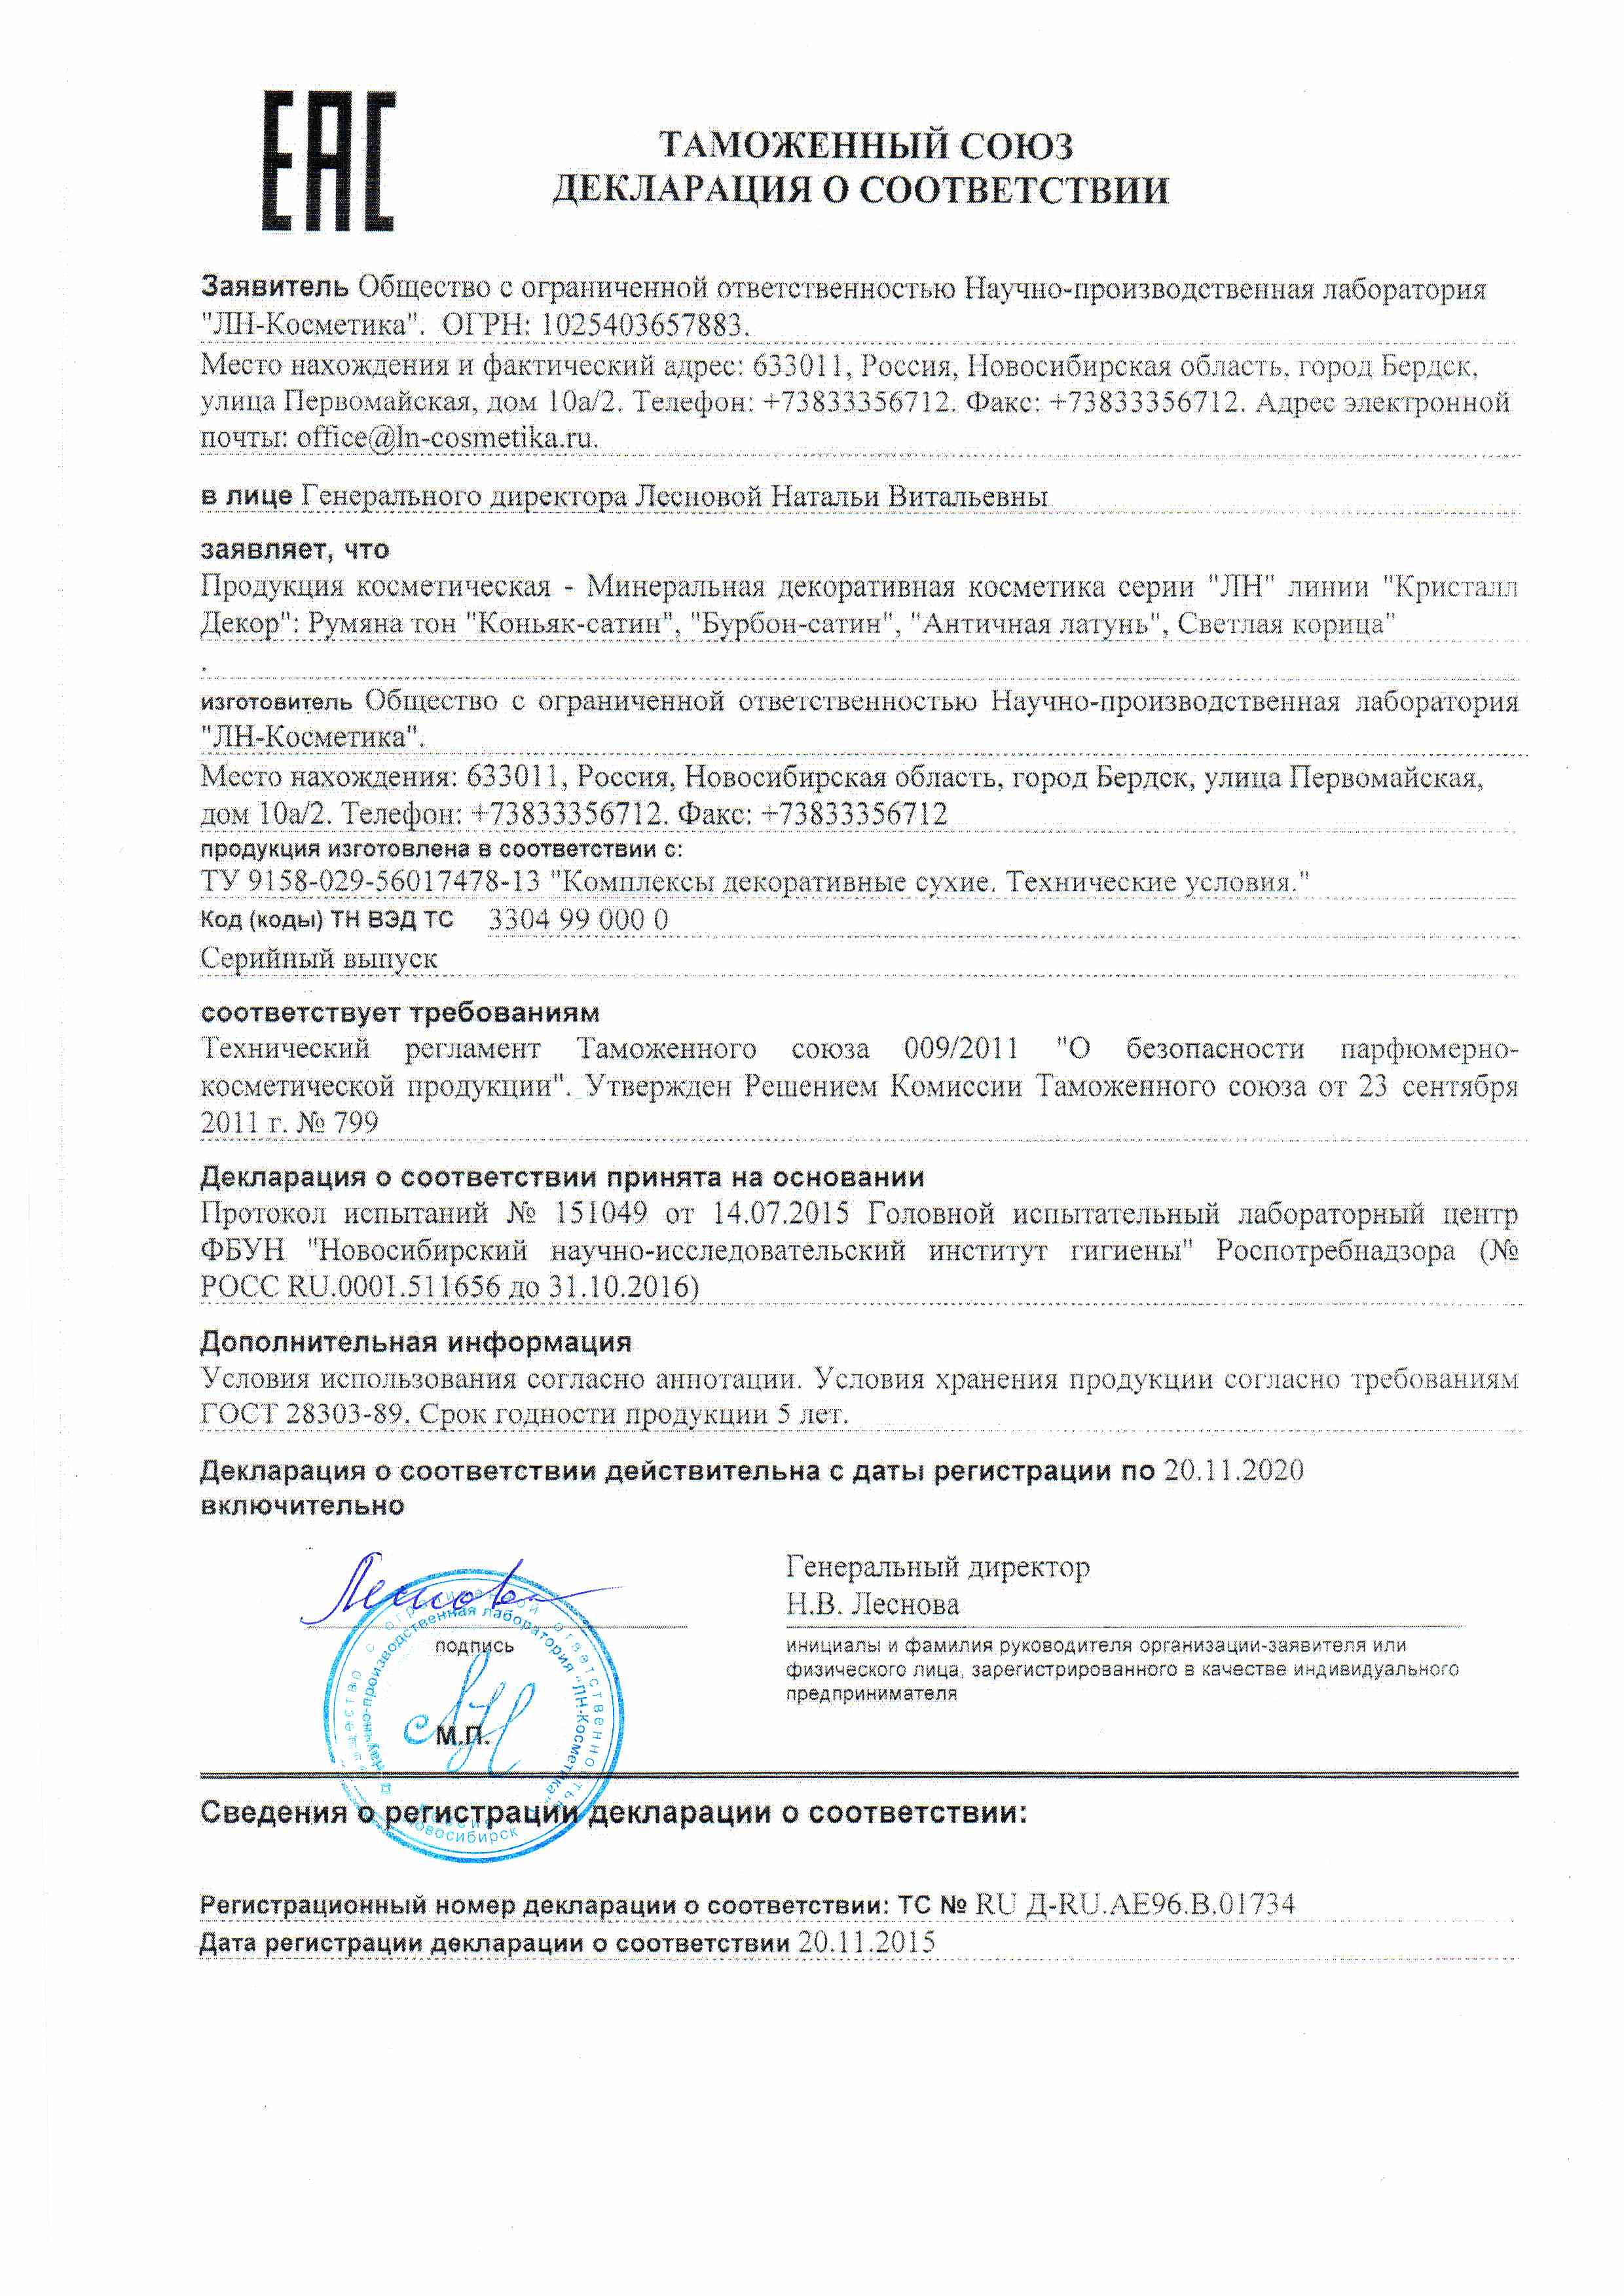 ЕАС
ТАМОЖЕННЫЙ СОЮЗ
ДЕКЛАРАЦИЯ О СООТВЕТСТВИИ
Заявитель Общество с ограниченной ответственностью Научно-производственная лаборатория
"ЛН-Косметика". ОГРН: 1025403657883.
Место нахождения и фактический адрес: 633011, Россия, Новосибирская область, город Бердск,
улица Первомайская, дом 10а/2. Телефон: +73833356712. Факс: +73833356712. Адрес электронной
почты: office@ln-cosmetika.ru.
в лице Генерального директора Лесновой Натальи Витальевны
заявляет, что
Продукция косметическая - Минеральная декоративная косметика серии "ЛН" линии "Кристалл
Декор": Румяна тон "Коньяк-сатин", "Бурбон-сатин", "Античная латунь", Светлая корица"
.
изготовитель Общество с ограниченной ответственностью Научно-производственная лаборатория
"ЛН-Косметика".
Место нахождения: 633011, Россия, Новосибирская область, город Бердск, улица Первомайская,
дом 10а/2. Телефон: +73833356712. Факс: +73833356712
продукция изготовлена в соответствии с:
ТУ 9158-029-56017478-13 "Комплексы декоративные сухие. Технические условия."
Код (коды) ТН ВЭД ТС 3304 99 000 0
Серийный выпуск
соответствует требованиям
Технический регламент Таможенного союза 009/2011 "О безопасности парфюмерно-
косметической продукции". Утвержден Решением Комиссии Таможенного союза от 23 сентября
2011 г. № 799
Декларация о соответствии принята на основании
Протокол испытаний № 151049 от 14.07.2015 Головной испытательный лабораторный центр
ФБУН "Новосибирский научно-исследовательский институт гигиены" Роспотребнадзора (№
РОСС RU.0001.511656 до 31.10.2016)
Дополнительная информация
Условия использования согласно аннотации. Условия хранения продукции согласно требованиям
ГОСТ 28303-89. Срок годности продукции 5 лет.
Декларация о соответствии действительна с даты регистрации по 20.11.2020
включительно
Генеральный директор
Н.В. Леснова
подпись
инициалы и фамилия руководителя организации-заявителя или
физического лица, зарегистрированного в качестве индивидуального
предпринимателя
общество с ограниченной ответственностью
Научно-производственная лаборатория "ЛН-Косметика"
Новосибирск
М.П.
Сведения о регистрации декларации о соответствии:
Регистрационный номер декларации о соответствии: ТС № RU Д-RU.АЕ96.В.01734
Дата регистрации декларации о соответствии 20.11.2015